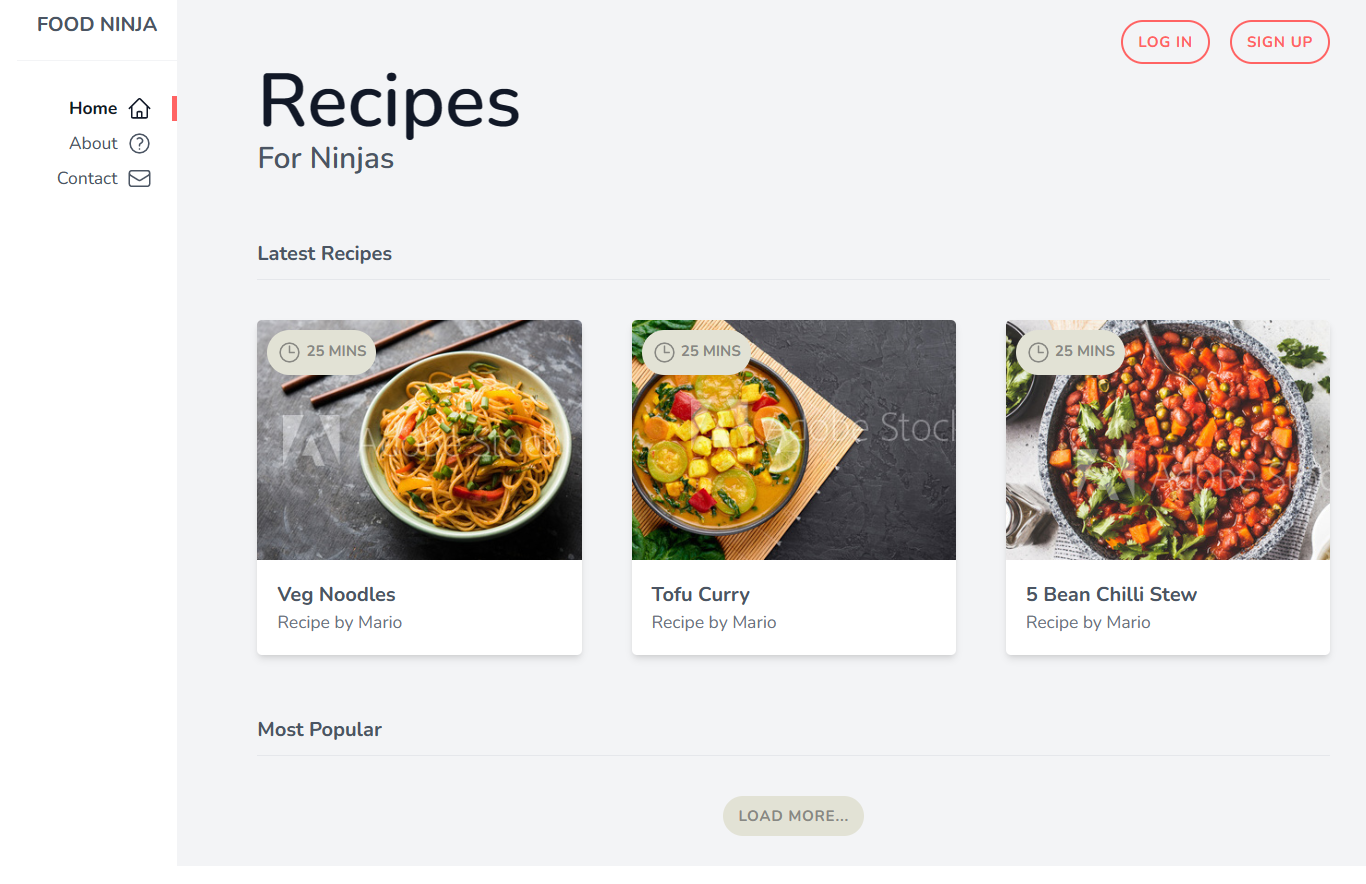 FOOD NINJA
Home
About
Contact
LOG IN
SIGN UP
Recipes
For Ninjas
Latest Recipes
25 MINS
Adobe Stock
Veg Noodles
Recipe by Mario
25 MINS
Adobe Stock
Tofu Curry
Recipe by Mario
25 MINS
Adobe Stoc
5 Bean Chilli Stew
Recipe by Mario
Most Popular
LOAD MORE...